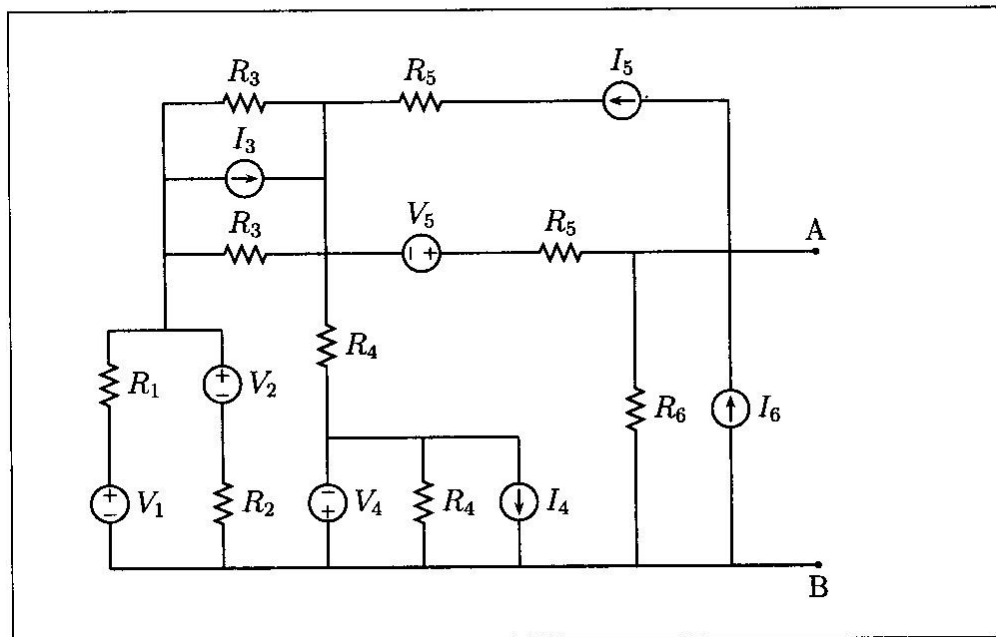 R₃
R₅
I₅
I₃
R₃
V₅
R₅
A
R₄
R₁
V₂
R₆
I₆
V₁
R₂
V₄
R₄
I₄
B